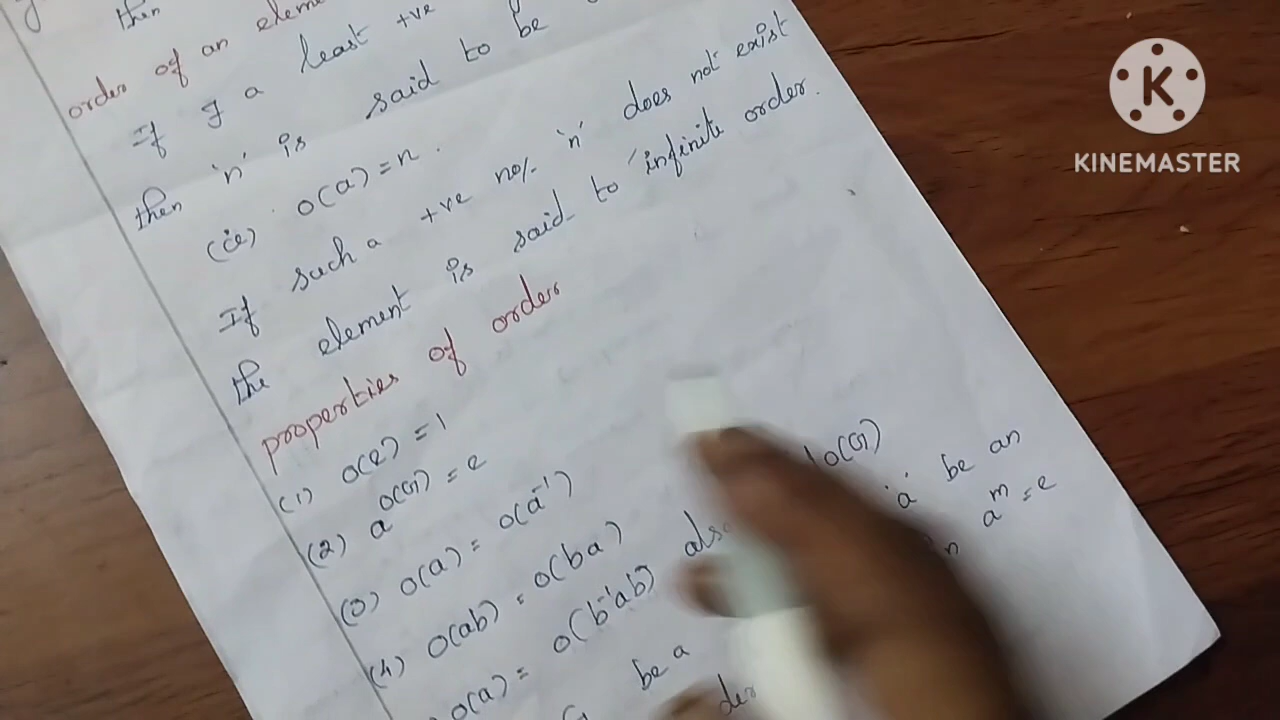 then
order of an eleme
If ∃ a least +ve
then 'n' is said to be
(ie) o(a) = n.
If such a +ve no/. 'n' does not exist
the element is said to 'infinite order.
properties of order
(1) o(e) = 1
(2) a^o(G) = e
(3) o(a) = o(a⁻¹)
(4) o(ab) = o(ba)
o(a) = o(b⁻¹ab) also o(G)
G be a 'a' be an
der a^m = e
KINEMASTER